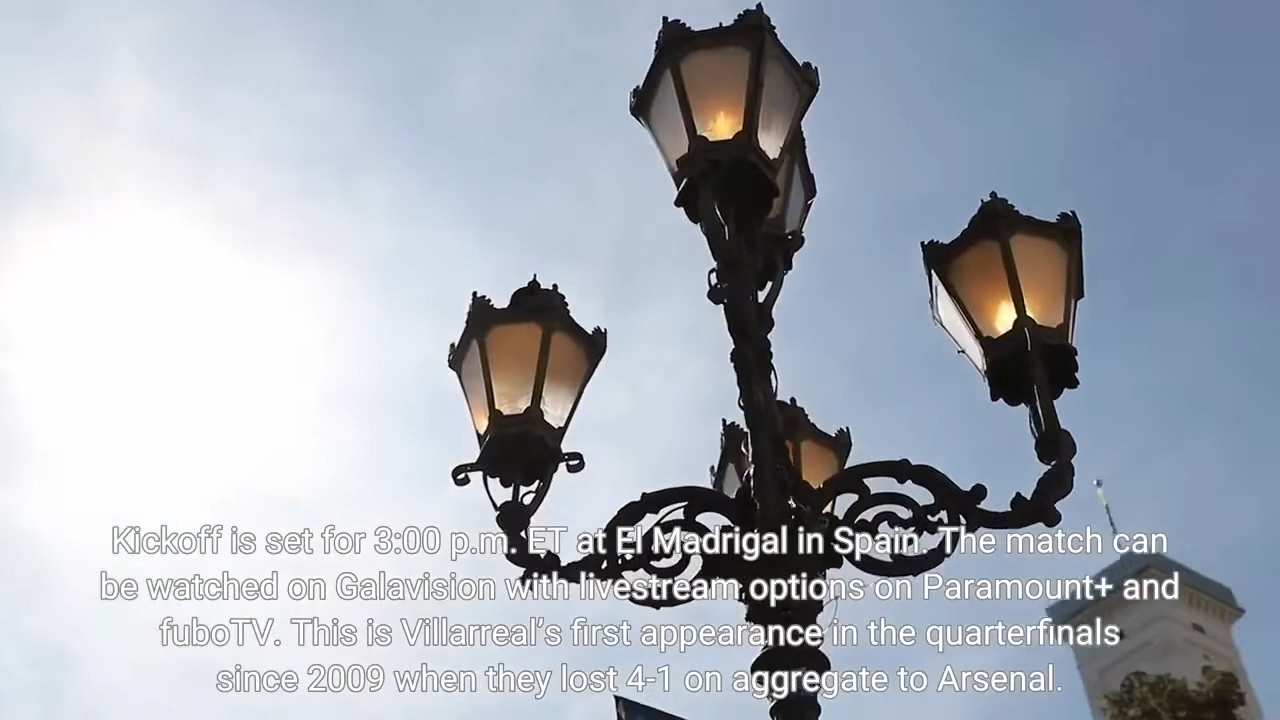 Kickoff is set for 3:00 p.m. ET at El Madrigal in Spain. The match can
be watched on Galavision with livestream options on Paramount+ and
fuboTV. This is Villarreal’s first appearance in the quarterfinals
since 2009 when they lost 4-1 on aggregate to Arsenal.